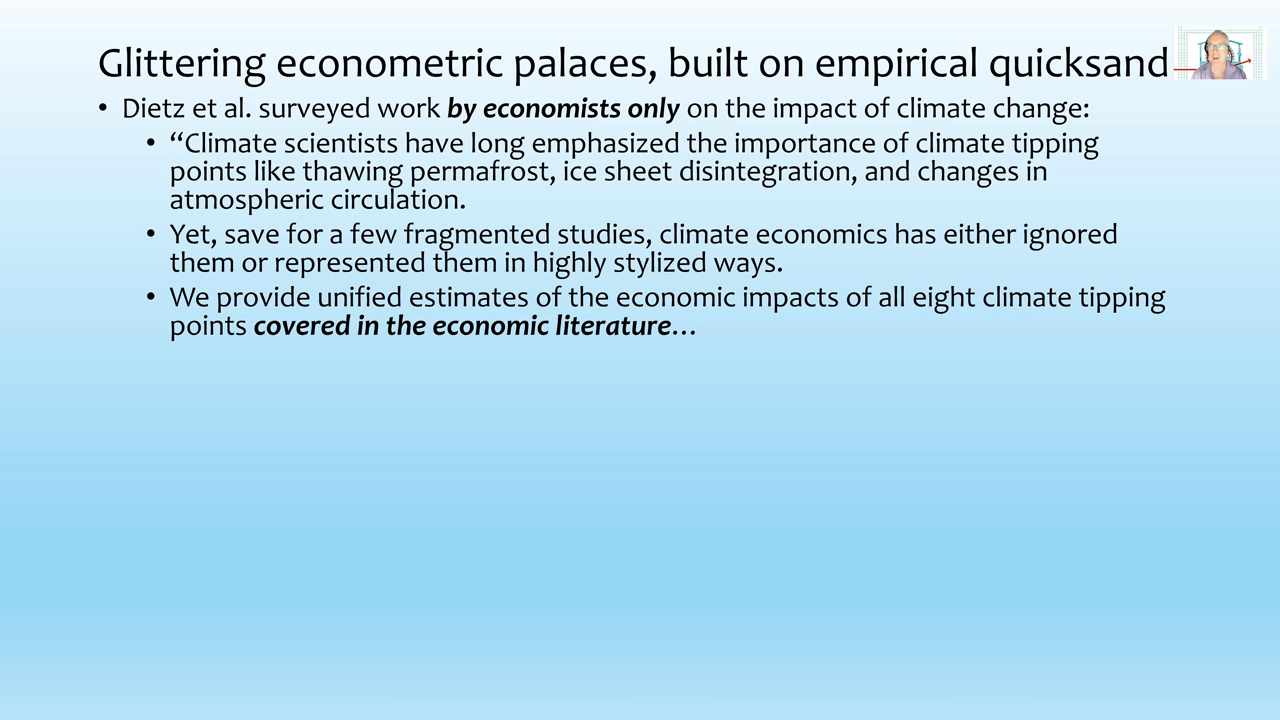 Glittering econometric palaces, built on empirical quicksand
• Dietz et al. surveyed work by economists only on the impact of climate change:
• “Climate scientists have long emphasized the importance of climate tipping
points like thawing permafrost, ice sheet disintegration, and changes in
atmospheric circulation.
• Yet, save for a few fragmented studies, climate economics has either ignored
them or represented them in highly stylized ways.
• We provide unified estimates of the economic impacts of all eight climate tipping
points covered in the economic literature…